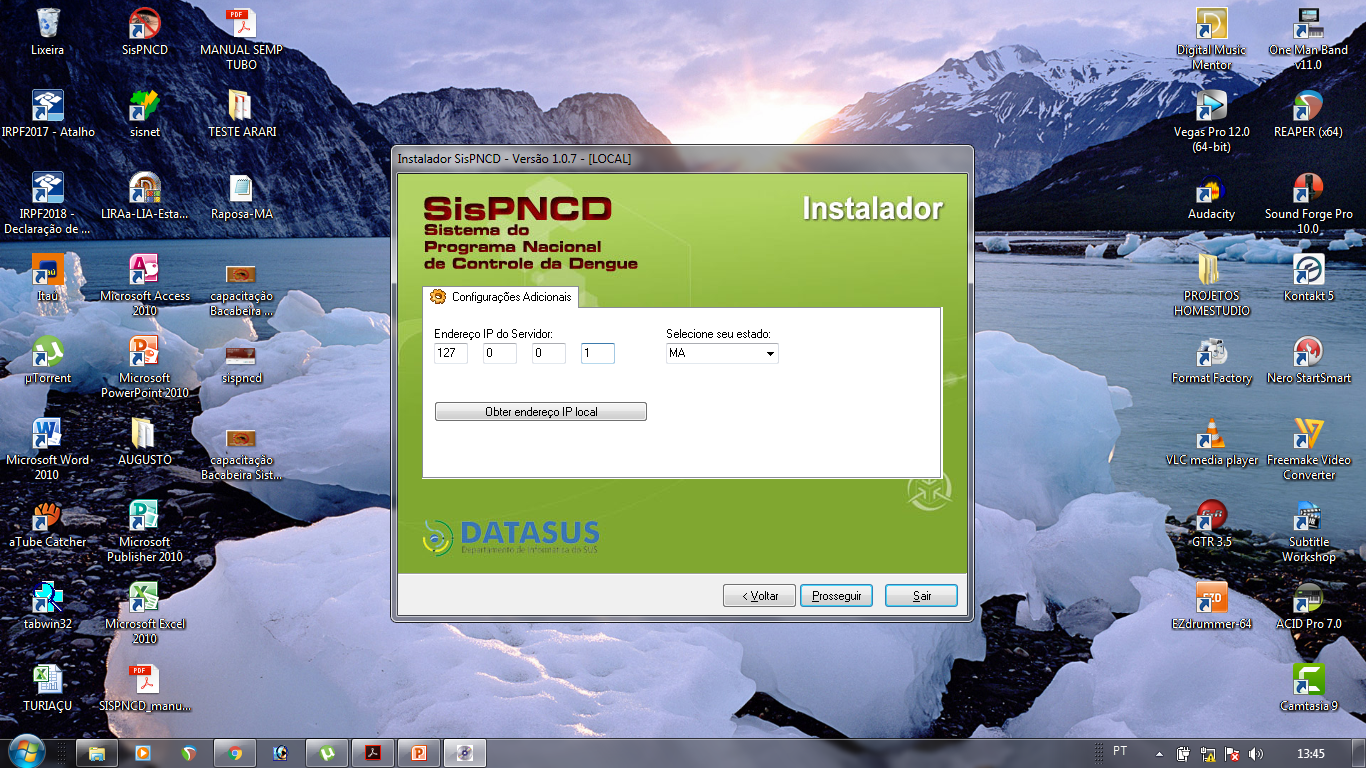 Lixeira
SisPNCD
MANUAL SEMP
TUBO
IRPF2017 - Atalho
sisnet
TESTE ARARI
IRPF2018 -
Declaração de ...
LIRAa-LIA-Esta...
Raposa-MA
Itaú
Microsoft Access
2010
capacitação
Bacabeira ...
µTorrent
Microsoft
PowerPoint 2010
sispncd
Microsoft Word
2010
AUGUSTO
capacitação
Bacabeira Sist...
aTube Catcher
Microsoft
Publisher 2010
tabwin32
Microsoft Excel
2010
TURIAÇU
SISPNCD_manu...
Instalador SisPNCD - Versão 1.0.7 - [LOCAL]
SisPNCD
Sistema do
Programa Nacional
de Controle da Dengue
Instalador
Configurações Adicionais
Endereço IP do Servidor:
127 0 0 1
Selecione seu estado:
MA
Obter endereço IP local
DATASUS
Departamento de Informática do SUS
< Voltar
Prosseguir
Sair
Digital Music
Mentor
One Man Band
v11.0
Vegas Pro 12.0
(64-bit)
REAPER (x64)
Audacity
Sound Forge Pro
10.0
PROJETOS
HOMESTUDIO
Kontakt 5
Format Factory
Nero StartSmart
VLC media player
Freemake Video
Converter
GTR 3.5
Subtitle
Workshop
EZdrummer-64
ACID Pro 7.0
Camtasia 9
PT
13:45